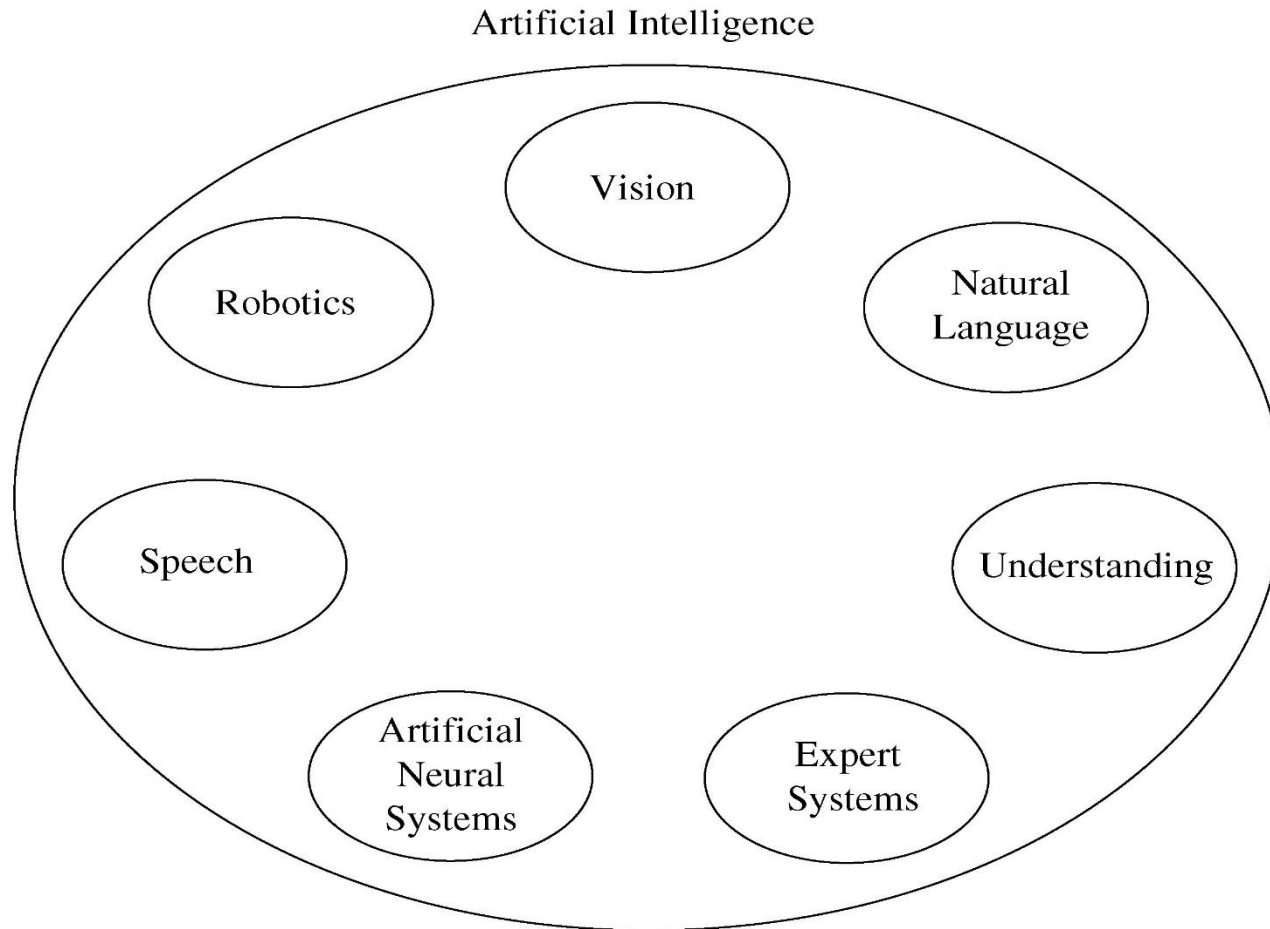 Artificial Intelligence
Vision
Robotics
Natural
Language
Speech
Understanding
Artificial
Neural
Systems
Expert
Systems